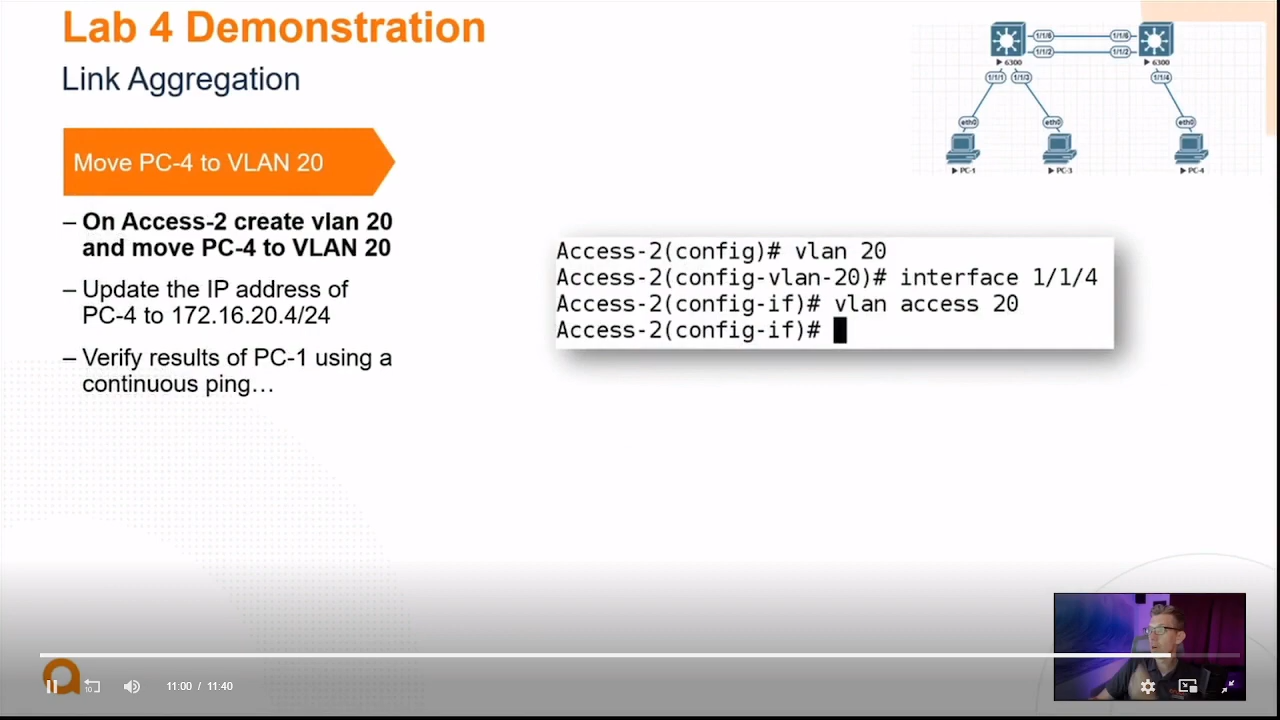 Lab 4 Demonstration
Link Aggregation
1/1/6
1/1/6
1/1/2
1/1/2
6300
6300
1/1/1
1/1/3
1/1/4
eth0
eth0
eth0
PC-1
PC-3
PC-4
Move PC-4 to VLAN 20
– On Access-2 create vlan 20
and move PC-4 to VLAN 20
– Update the IP address of
PC-4 to 172.16.20.4/24
– Verify results of PC-1 using a
continuous ping…
Access-2(config)# vlan 20
Access-2(config-vlan-20)# interface 1/1/4
Access-2(config-if)# vlan access 20
Access-2(config-if)#
10
11:00 / 11:40